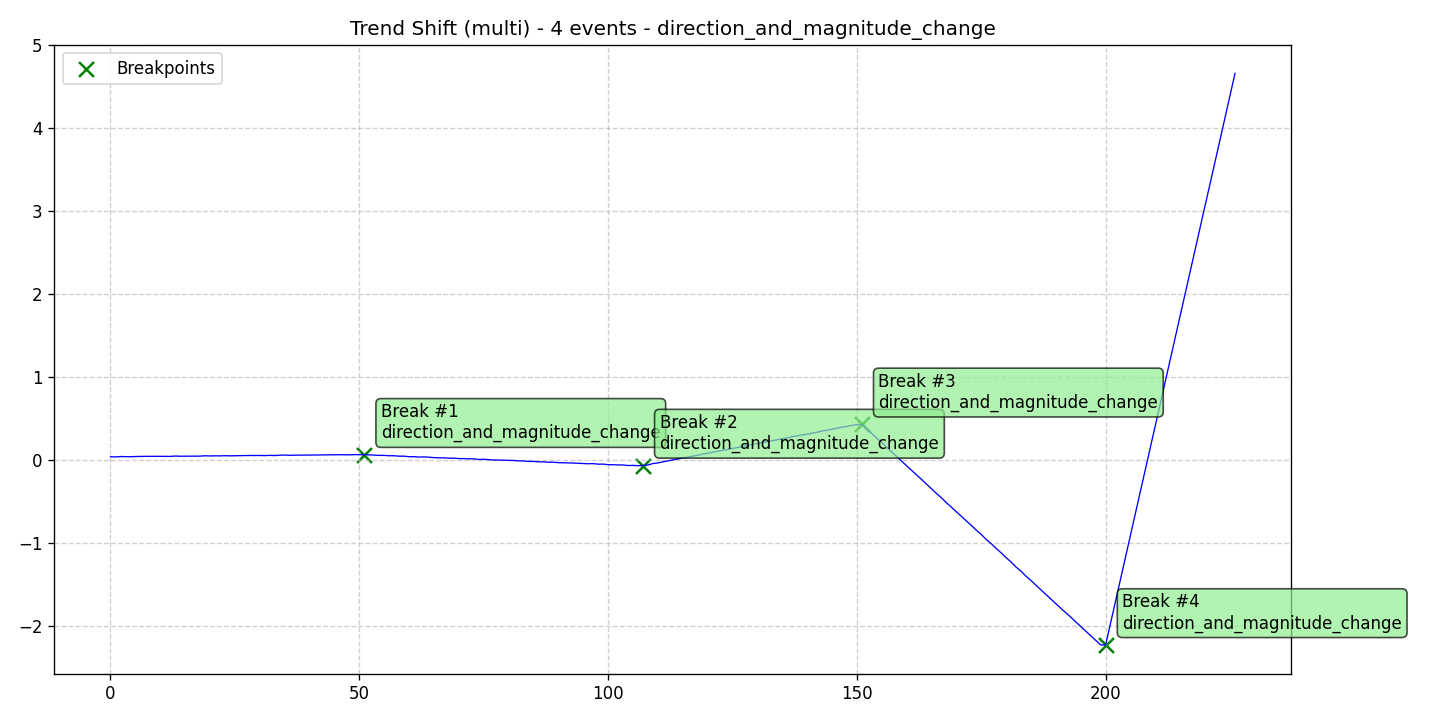 Trend Shift (multi) - 4 events - direction_and_magnitude_change
Breakpoints
5
4
3
2
1
0
−1
−2
Break #1
direction_and_magnitude_change
Break #2
direction_and_magnitude_change
Break #3
direction_and_magnitude_change
Break #4
direction_and_magnitude_change
0
50
100
150
200